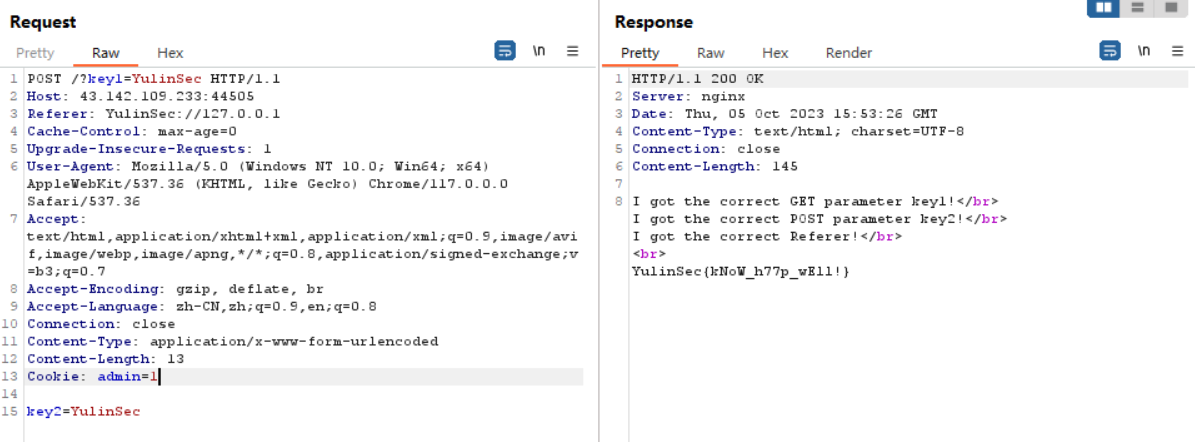 Request
Pretty Raw Hex
\n
1 POST /?key1=YulinSec HTTP/1.1
2 Host: 43.142.109.233:44505
3 Referer: YulinSec://127.0.0.1
4 Cache-Control: max-age=0
5 Upgrade-Insecure-Requests: 1
6 User-Agent: Mozilla/5.0 (Windows NT 10.0; Win64; x64)
AppleWebKit/537.36 (KHTML, like Gecko) Chrome/117.0.0.0
Safari/537.36
7 Accept:
text/html,application/xhtml+xml,application/xml;q=0.9,image/avi
f,image/webp,image/apng,*/*;q=0.8,application/signed-exchange;v
=b3;q=0.7
8 Accept-Encoding: gzip, deflate, br
9 Accept-Language: zh-CN,zh;q=0.9,en;q=0.8
10 Connection: close
11 Content-Type: application/x-www-form-urlencoded
12 Content-Length: 13
13 Cookie: admin=1
14
15 key2=YulinSec
Response
Pretty Raw Hex Render
\n
1 HTTP/1.1 200 OK
2 Server: nginx
3 Date: Thu, 05 Oct 2023 15:53:26 GMT
4 Content-Type: text/html; charset=UTF-8
5 Connection: close
6 Content-Length: 145
7
8 I got the correct GET parameter key1!</br>
I got the correct POST parameter key2!</br>
I got the correct Referer!</br>
<br>
YulinSec{kNoW_h77p_wEll!}